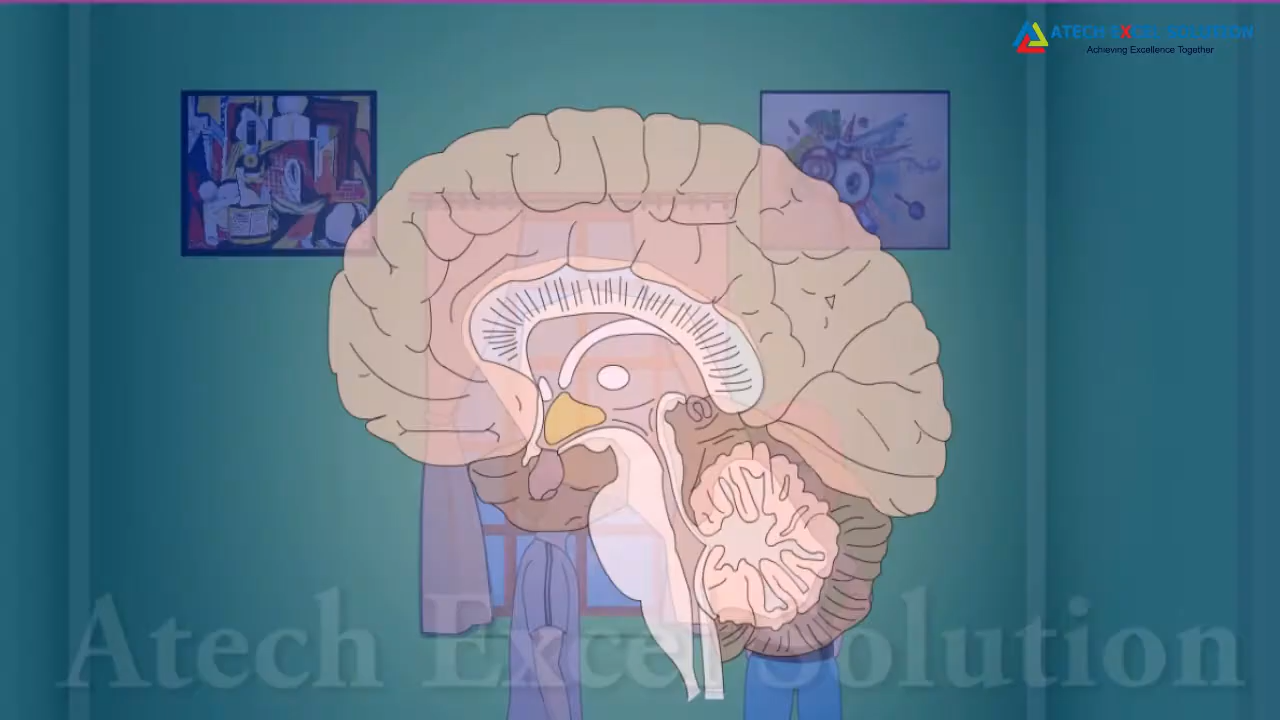 ATECH EXCEL SOLUTION
Achieving Excellence Together
Atech Excel Solution